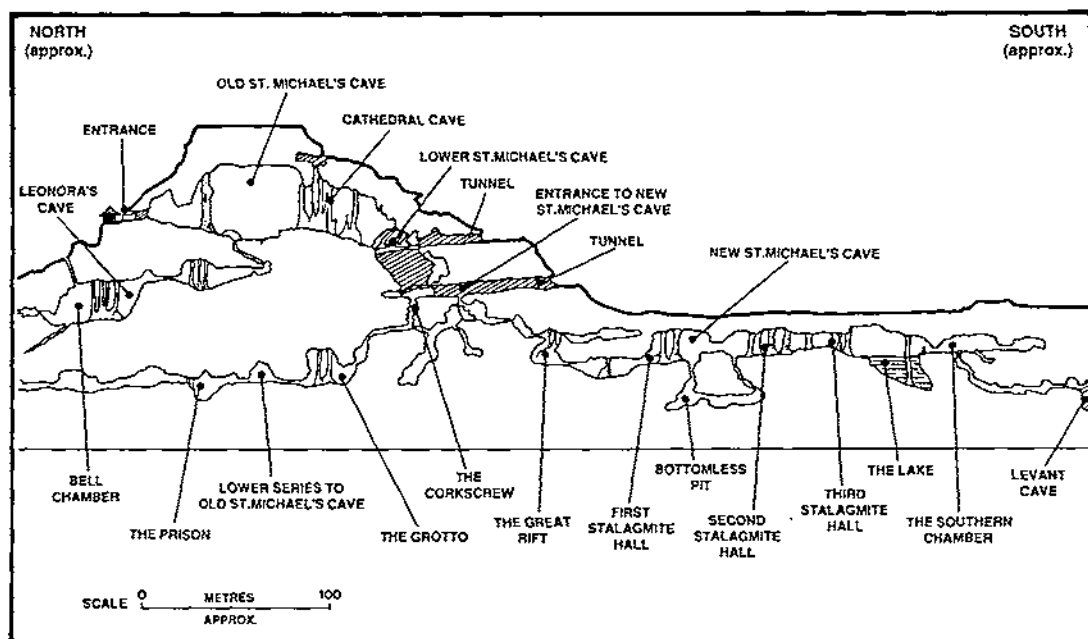 NORTH
(approx.)
SOUTH
(approx.)
OLD ST. MICHAEL'S CAVE
ENTRANCE
CATHEDRAL CAVE
LOWER ST.MICHAEL'S CAVE
LEONORA'S
CAVE
TUNNEL
ENTRANCE TO NEW
ST.MICHAEL'S CAVE
TUNNEL
NEW ST.MICHAEL'S CAVE
BELL
CHAMBER
THE PRISON
LOWER SERIES TO
OLD ST.MICHAEL'S CAVE
THE GROTTO
THE
CORKSCREW
THE GREAT
RIFT
FIRST
STALAGMITE
HALL
BOTTOMLESS
PIT
SECOND
STALAGMITE
HALL
THIRD
STALAGMITE
HALL
THE LAKE
THE SOUTHERN
CHAMBER
LEVANT
CAVE
SCALE 0 METRES 100
APPROX.